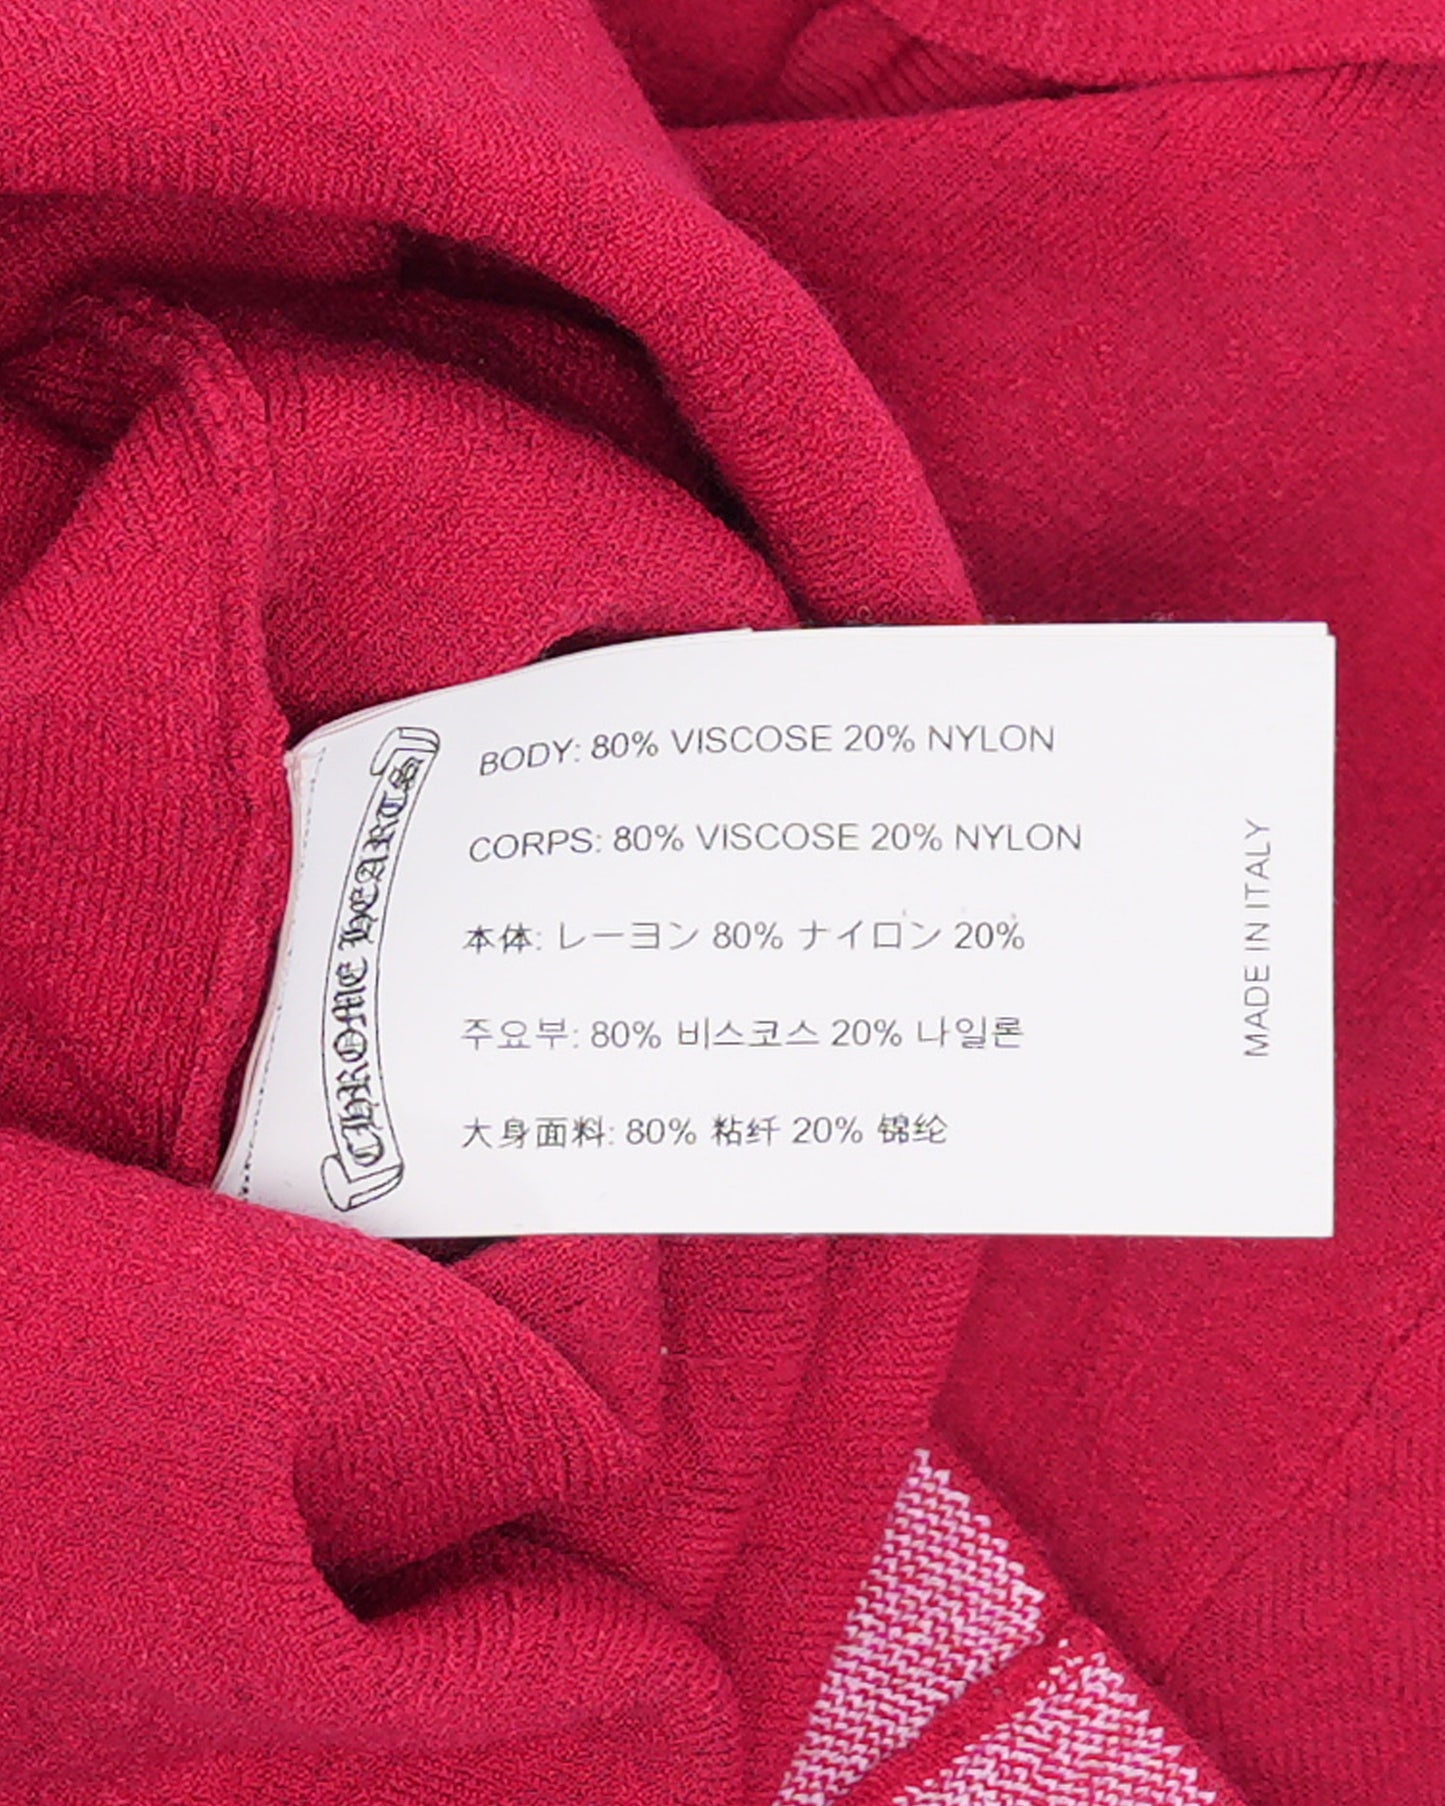 CHROME HEARTS
BODY: 80% VISCOSE 20% NYLON
CORPS: 80% VISCOSE 20% NYLON
本体: レーヨン 80% ナイロン 20%
주요부: 80% 비스코스 20% 나일론
大身面料: 80% 粘纤 20% 锦纶
MADE IN ITALY